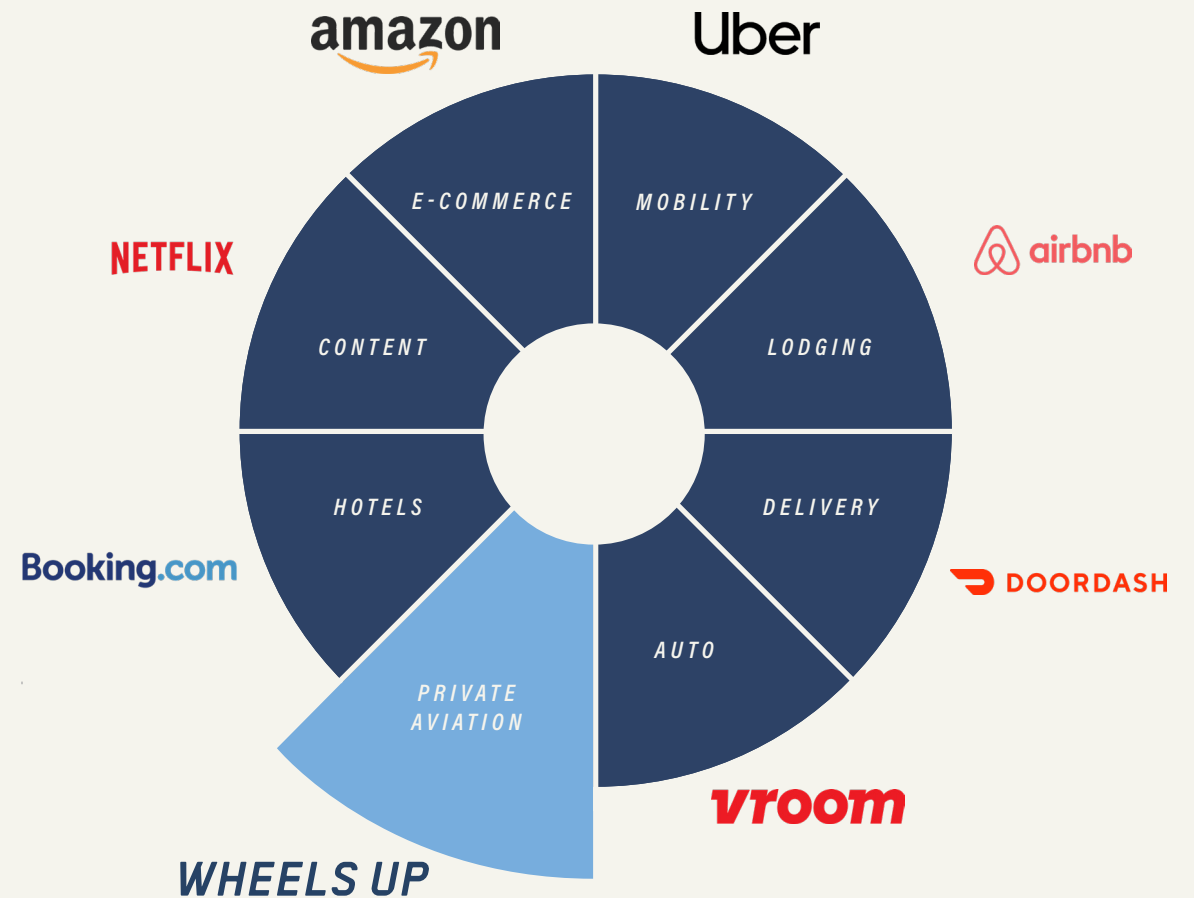 amazon
Uber
E-COMMERCE
MOBILITY
NETFLIX
airbnb
CONTENT
LODGING
HOTELS
DELIVERY
Booking.com
DOORDASH
AUTO
PRIVATE
AVIATION
vroom
WHEELS UP